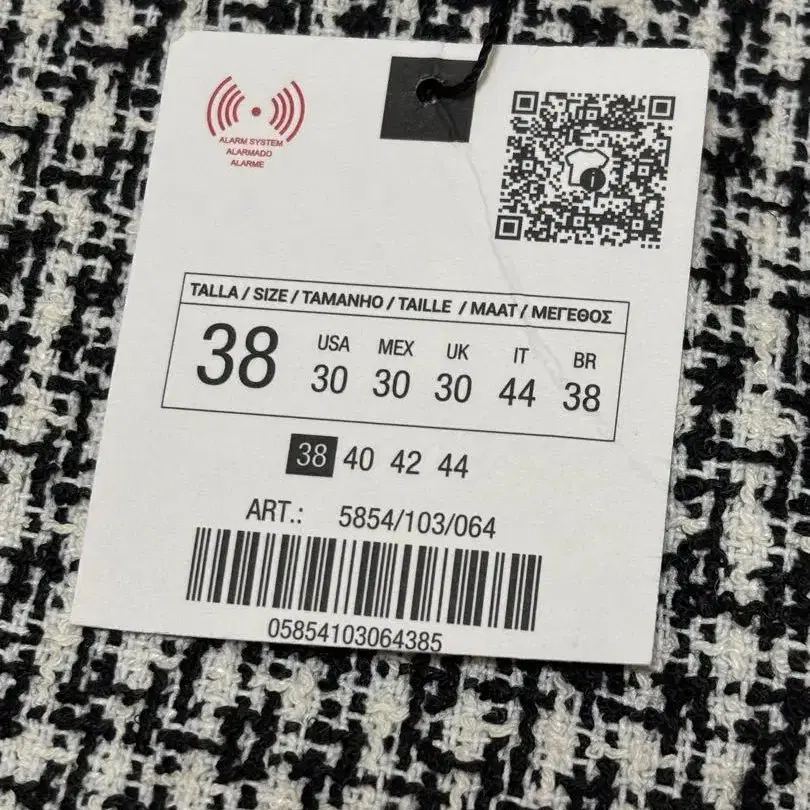 ALARM SYSTEM
ALARMADO
ALARME
TALLA / SIZE / TAMANHO / TAILLE / MAAT / ΜΕΓΕΘΟΣ
38
USA MEX UK IT BR
30 30 30 44 38
38 40 42 44
ART.: 5854/103/064
05854103064385